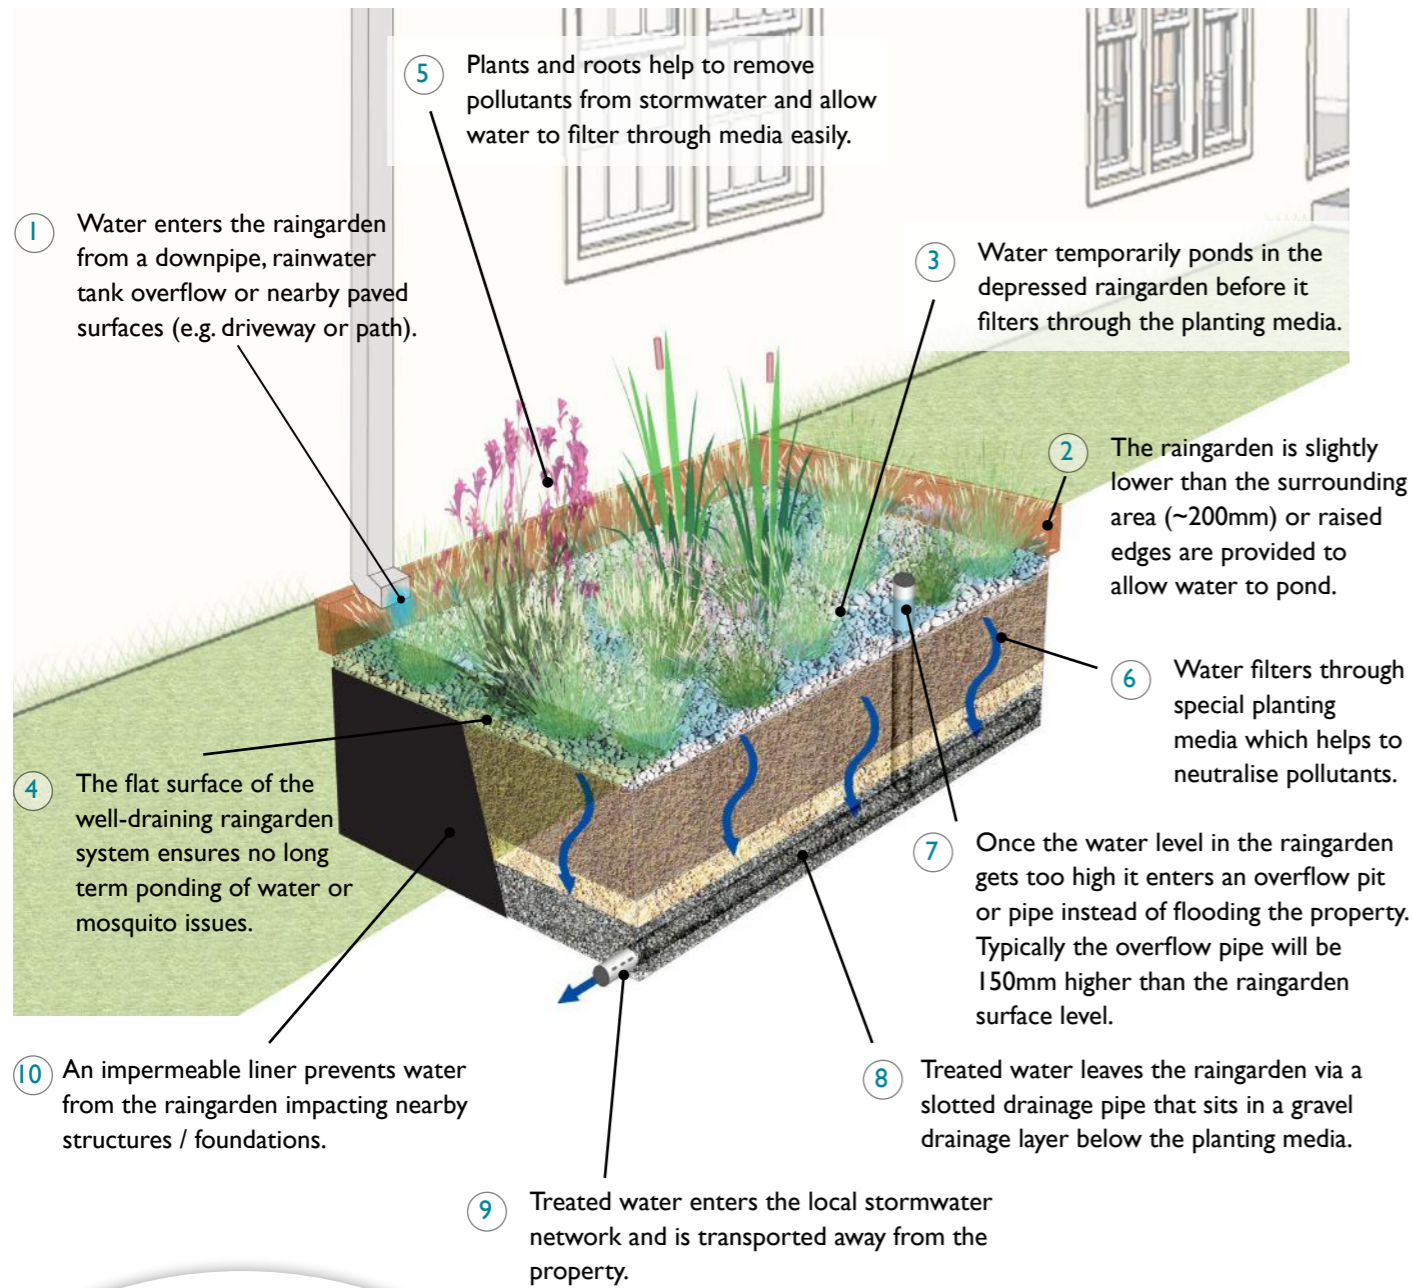 5
Plants and roots help to remove
pollutants from stormwater and allow
water to filter through media easily.
1
Water enters the raingarden
from a downpipe, rainwater
tank overflow or nearby paved
surfaces (e.g. driveway or path).
3
Water temporarily ponds in the
depressed raingarden before it
filters through the planting media.
2
The raingarden is slightly
lower than the surrounding
area (~200mm) or raised
edges are provided to
allow water to pond.
6
Water filters through
special planting
media which helps to
neutralise pollutants.
4
The flat surface of the
well-draining raingarden
system ensures no long
term ponding of water or
mosquito issues.
7
Once the water level in the raingarden
gets too high it enters an overflow pit
or pipe instead of flooding the property.
Typically the overflow pipe will be
150mm higher than the raingarden
surface level.
10
An impermeable liner prevents water
from the raingarden impacting nearby
structures / foundations.
8
Treated water leaves the raingarden via a
slotted drainage pipe that sits in a gravel
drainage layer below the planting media.
9
Treated water enters the local stormwater
network and is transported away from the
property.